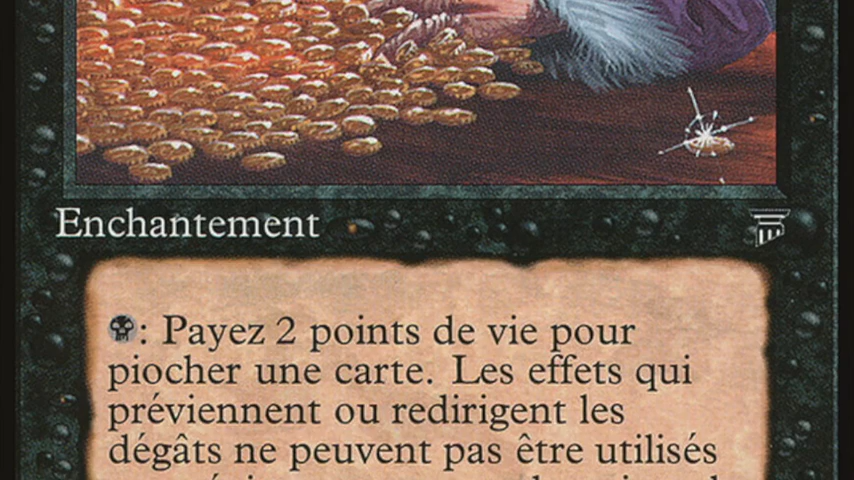 Enchantement
: Payez 2 points de vie pour
piocher une carte. Les effets qui
préviennent ou redirigent les
dégâts ne peuvent pas être utilisés